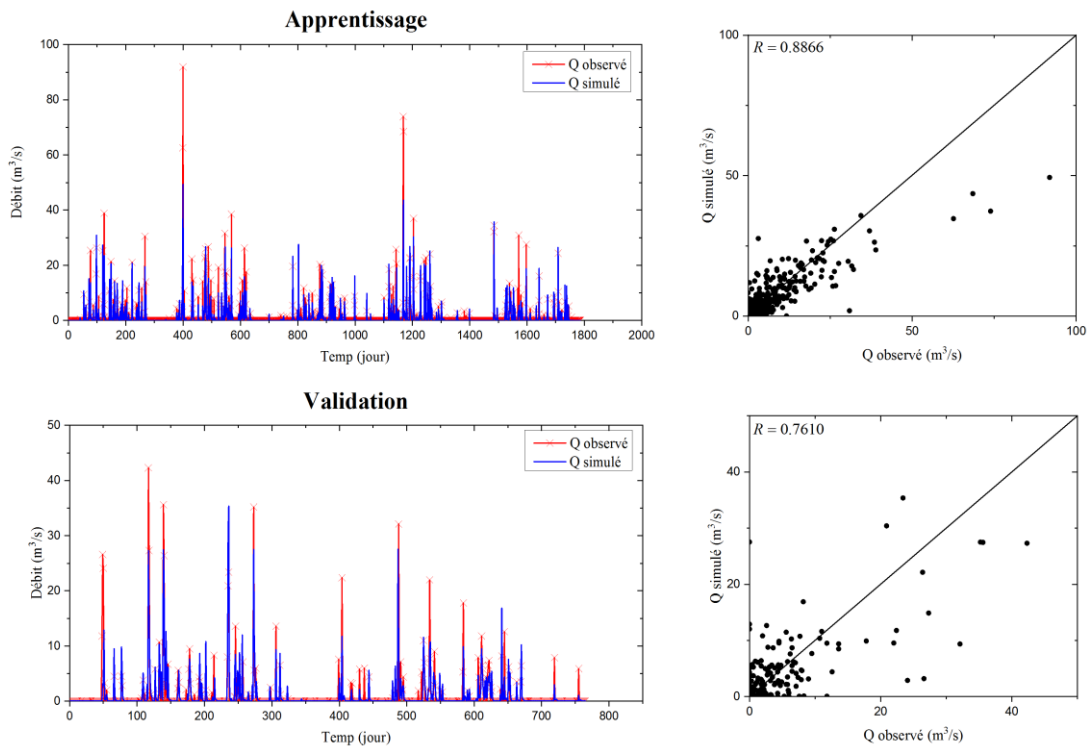 Apprentissage
100
80
60
40
20
0
Débit (m³/s)
Q observé
Q simulé
0 200 400 600 800 1000 1200 1400 1600 1800 2000
Temp (jour)
R = 0.8866
100
50
0
Q simulé (m³/s)
0 50 100
Q observé (m³/s)
Validation
50
40
30
20
10
0
Débit (m³/s)
Q observé
Q simulé
0 100 200 300 400 500 600 700 800
Temp (jour)
R = 0.7610
40
20
0
Q simulé (m³/s)
0 20 40
Q observé (m³/s)